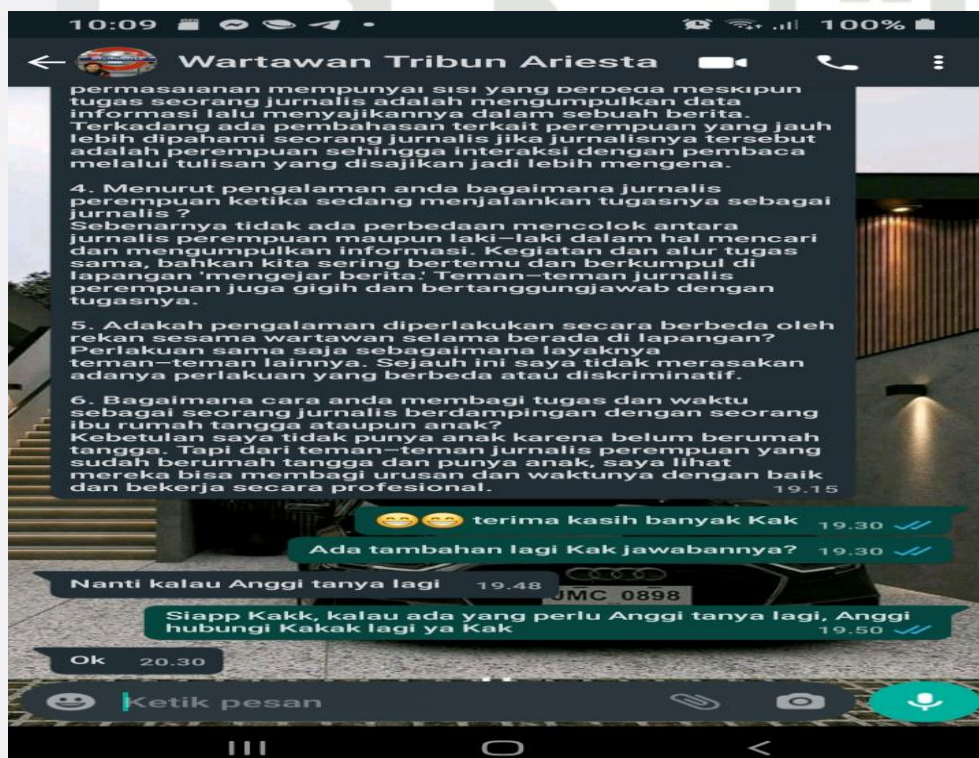 10:09
100%
Wartawan Tribun Ariesta
permasalahan mempunyai sisi yang berbeda meskipun
tugas seorang jurnalis adalah mengumpulkan data
informasi lalu menyajikannya dalam sebuah berita.
Terkadang ada pembahasan terkait perempuan yang jauh
lebih dipahami seorang jurnalis jika jurnalisnya tersebut
adalah perempuan sehingga interaksi dengan pembaca
melalui tulisan yang disajikan jadi lebih mengena.
4. Menurut pengalaman anda bagaimana jurnalis
perempuan ketika sedang menjalankan tugasnya sebagai
jurnalis ?
Sebenarnya tidak ada perbedaan mencolok antara
jurnalis perempuan maupun laki-laki dalam hal mencari
dan mengumpulkan informasi. Kegiatan dan alur tugas
sama, bahkan kita sering bertemu dan berkumpul di
lapangan 'mengejar berita.' Teman-teman jurnalis
perempuan juga gigih dan bertanggungjawab dengan
tugasnya.
5. Adakah pengalaman diperlakukan secara berbeda oleh
rekan sesama wartawan selama berada di lapangan?
Perlakuan sama saja sebagaimana layaknya
teman-teman lainnya. Sejauh ini saya tidak merasakan
adanya perlakuan yang berbeda atau diskriminatif.
6. Bagaimana cara anda membagi tugas dan waktu
sebagai seorang jurnalis berdampingan dengan seorang
ibu rumah tangga ataupun anak?
Kebetulan saya tidak punya anak karena belum berumah
tangga. Tapi dari teman-teman jurnalis perempuan yang
sudah berumah tangga dan punya anak, saya lihat
mereka bisa membagi urusan dan waktunya dengan baik
dan bekerja secara profesional. 19.15
😁😁 terima kasih banyak Kak 19.30
Ada tambahan lagi Kak jawabannya? 19.30
Nanti kalau Anggi tanya lagi 19.48
JMC 0898
Siapp Kakk, kalau ada yang perlu Anggi tanya lagi, Anggi
hubungi Kakak lagi ya Kak 19.50
Ok 20.30
Ketik pesan